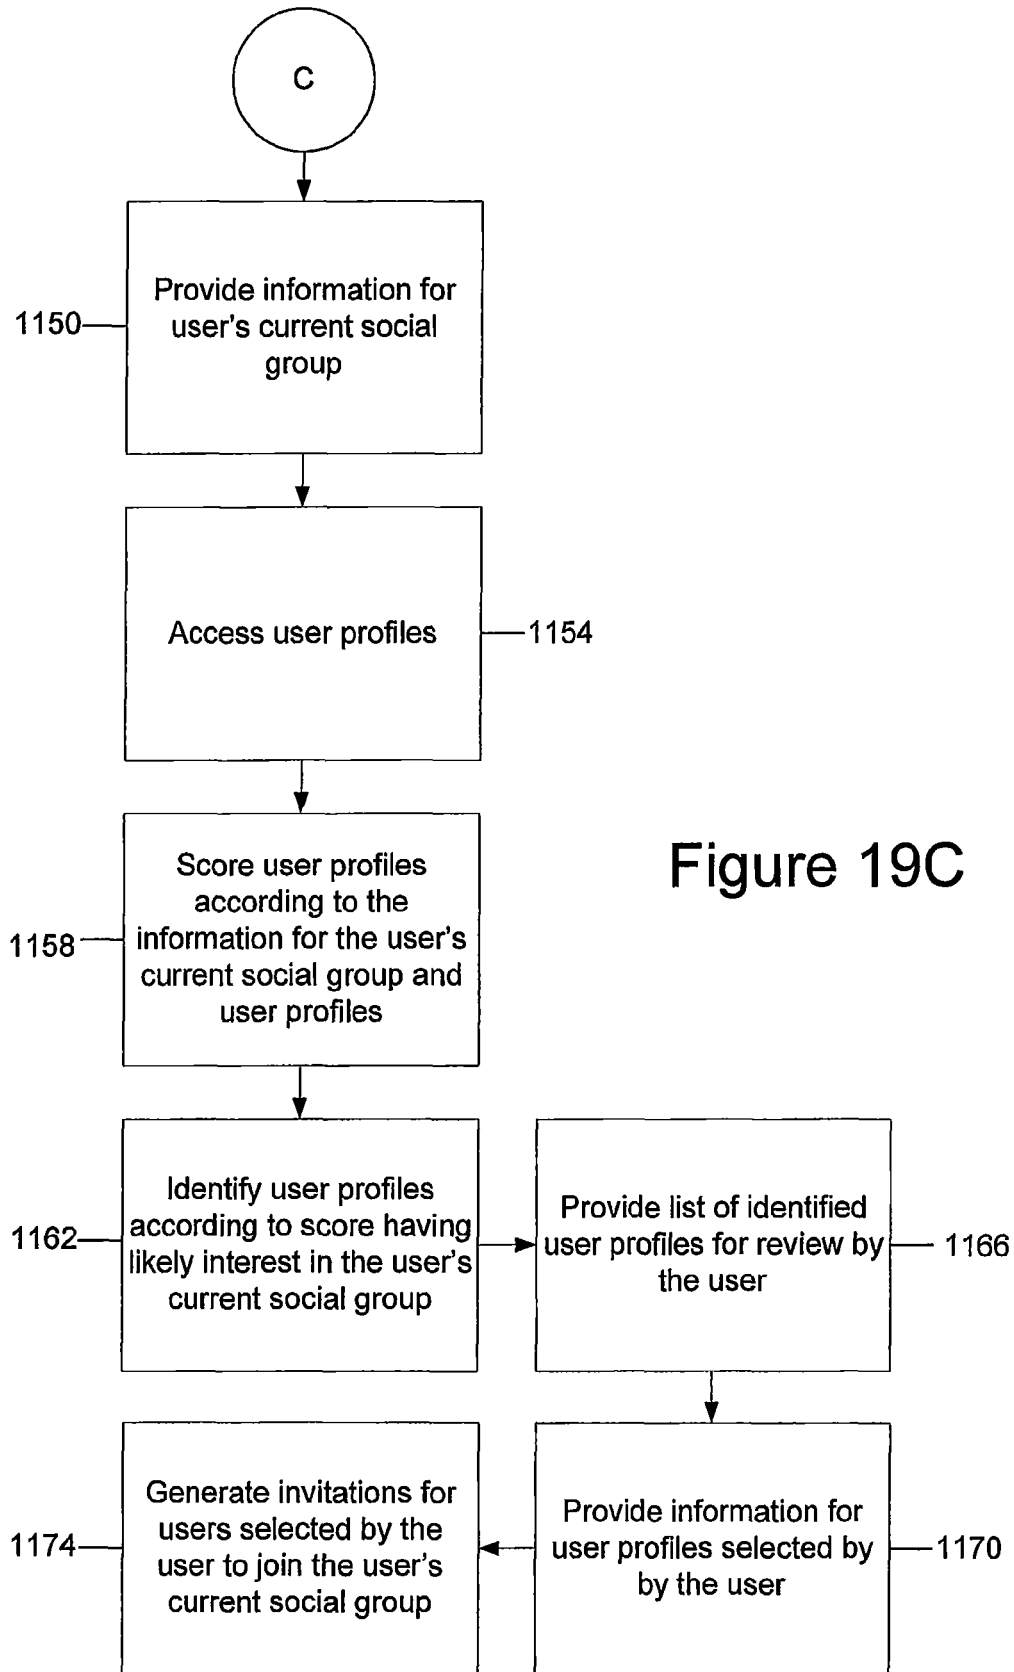 C
Provide information for
user's current social
group
1150
Access user profiles
1154
Score user profiles
according to the
information for the user's
current social group and
user profiles
1158
Figure 19C
Identify user profiles
according to score having
likely interest in the user's
current social group
1162
Provide list of identified
user profiles for review by
the user
1166
Provide information for
user profiles selected by
by the user
1170
Generate invitations for
users selected by the
user to join the user's
current social group
1174